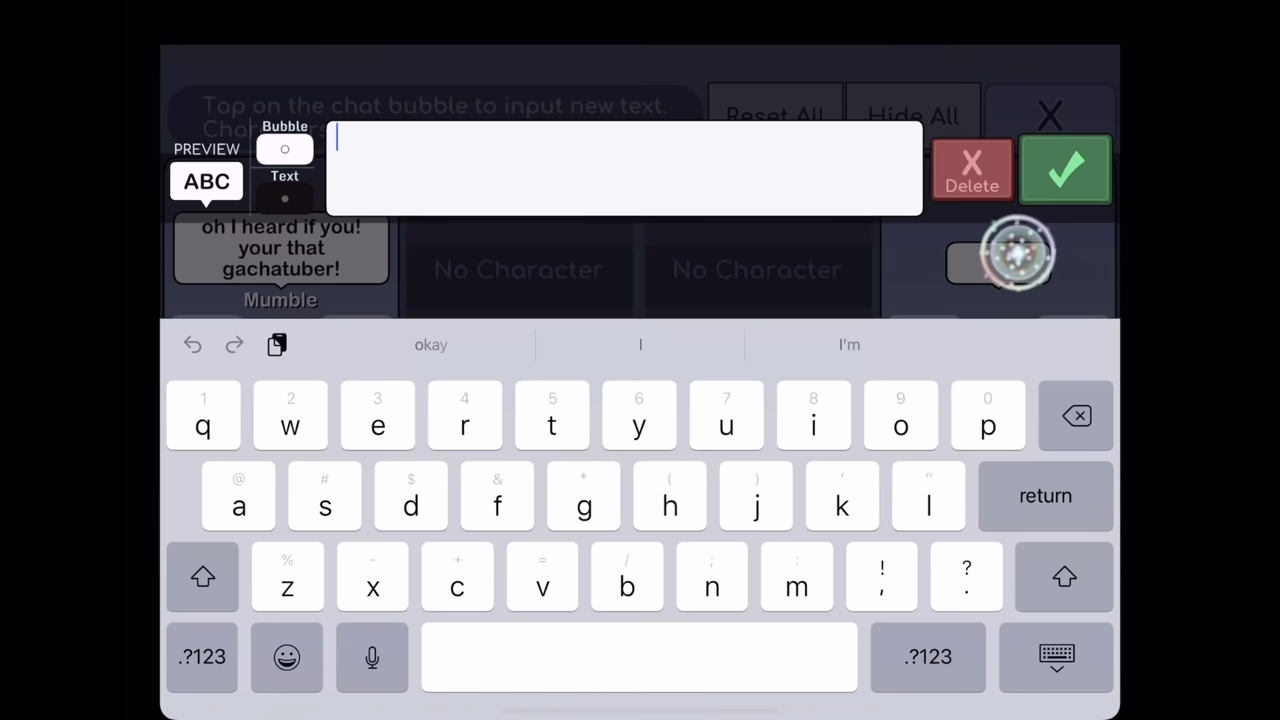 Tap on the chat bubble to input new text.
Reset All
Hide All
X
Char
Bubble
PREVIEW
ABC
Text
X
Delete
oh I heard if you!
your that
gachatuber!
Mumble
No Character
No Character
okay
I
I'm
1 2 3 4 5 6 7 8 9 0
q w e r t y u i o p
@ # $ & * ( ) ' "
a s d f g h j k l
return
% - + = / ; : ! ?
z x c v b n m , .
.?123
.?123